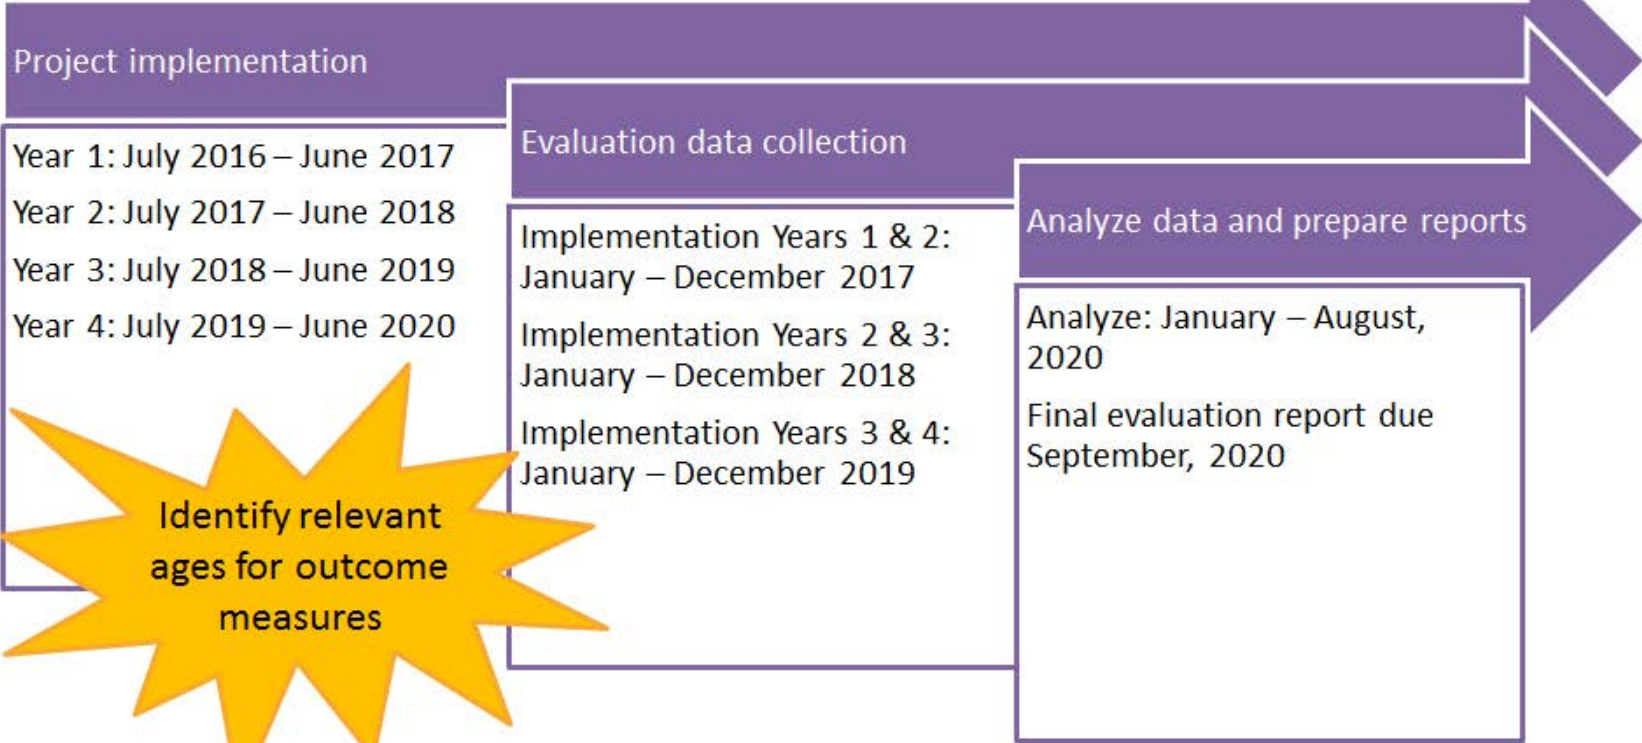 Project implementation
Year 1: July 2016 – June 2017
Year 2: July 2017 – June 2018
Year 3: July 2018 – June 2019
Year 4: July 2019 – June 2020
Identify relevant
ages for outcome
measures
Evaluation data collection
Implementation Years 1 & 2:
January – December 2017
Implementation Years 2 & 3:
January – December 2018
Implementation Years 3 & 4:
January – December 2019
Analyze data and prepare reports
Analyze: January – August,
2020
Final evaluation report due
September, 2020